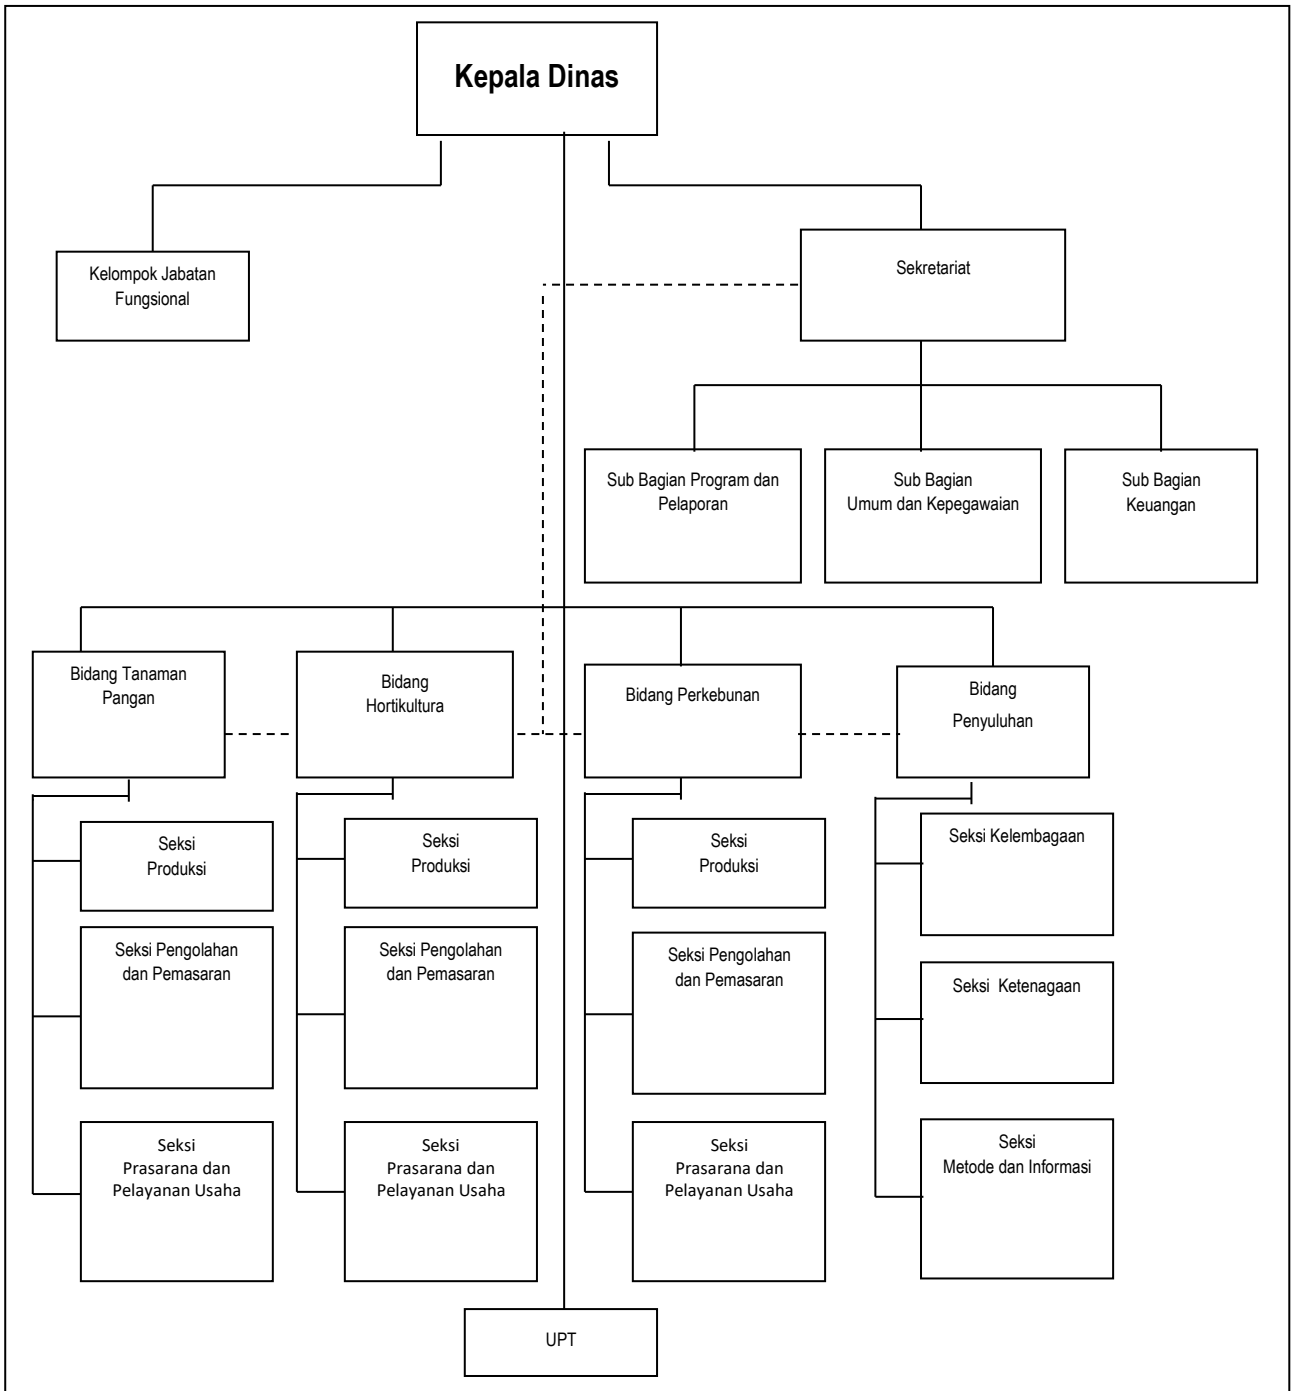 Kepala Dinas
Kelompok Jabatan
Fungsional
Sekretariat
Sub Bagian Program dan
Pelaporan
Sub Bagian
Umum dan Kepegawaian
Sub Bagian
Keuangan
Bidang Tanaman
Pangan
Bidang
Hortikultura
Bidang Perkebunan
Bidang
Penyuluhan
Seksi
Produksi
Seksi
Produksi
Seksi
Produksi
Seksi Kelembagaan
Seksi Pengolahan
dan Pemasaran
Seksi Pengolahan
dan Pemasaran
Seksi Pengolahan
dan Pemasaran
Seksi Ketenagaan
Seksi
Prasarana dan
Pelayanan Usaha
Seksi
Prasarana dan
Pelayanan Usaha
Seksi
Prasarana dan
Pelayanan Usaha
Seksi
Metode dan Informasi
UPT